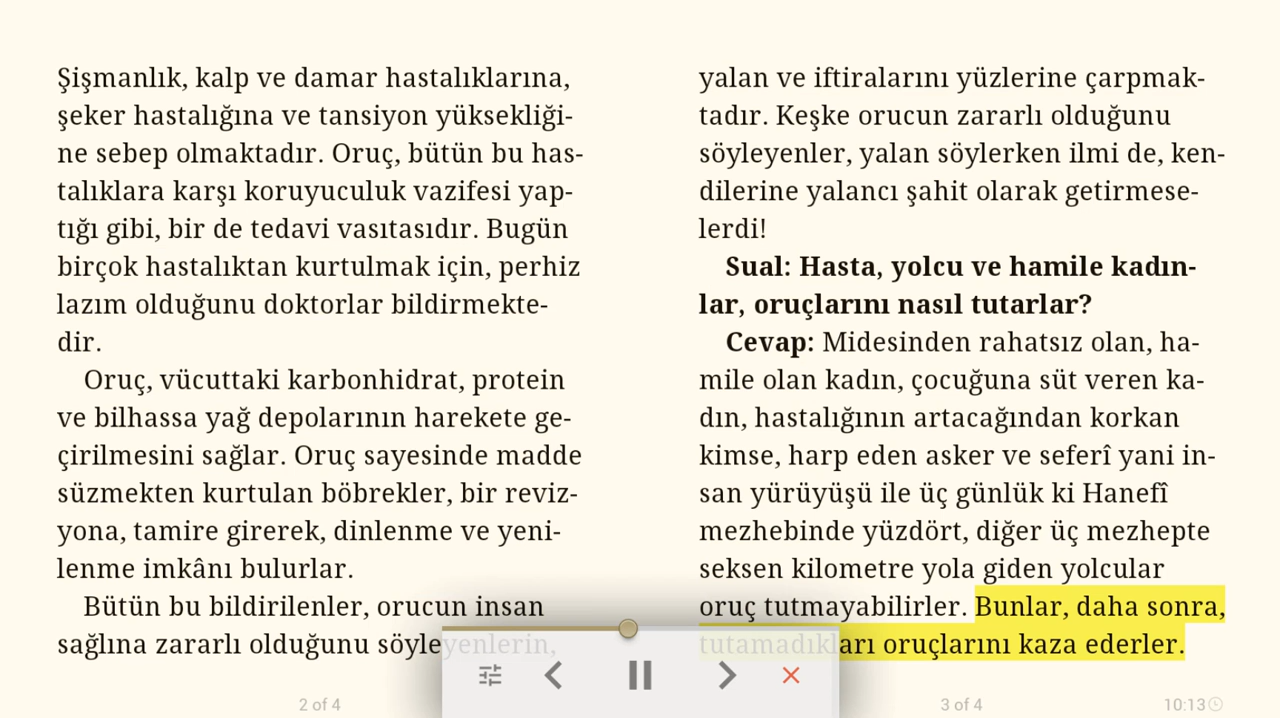 Şişmanlık, kalp ve damar hastalıklarına,
şeker hastalığına ve tansiyon yüksekliği-
ne sebep olmaktadır. Oruç, bütün bu has-
talıklara karşı koruyuculuk vazifesi yap-
tığı gibi, bir de tedavi vasıtasıdır. Bugün
birçok hastalıktan kurtulmak için, perhiz
lazım olduğunu doktorlar bildirmekte-
dir.
Oruç, vücuttaki karbonhidrat, protein
ve bilhassa yağ depolarının harekete ge-
çirilmesini sağlar. Oruç sayesinde madde
süzmekten kurtulan böbrekler, bir reviz-
yona, tamire girerek, dinlenme ve yeni-
lenme imkânı bulurlar.
Bütün bu bildirilenler, orucun insan
sağlına zararlı olduğunu söyleyenlerin,
2 of 4
yalan ve iftiralarını yüzlerine çarpmak-
tadır. Keşke orucun zararlı olduğunu
söyleyenler, yalan söylerken ilmi de, ken-
dilerine yalancı şahit olarak getirmese-
lerdi!
Sual: Hasta, yolcu ve hamile kadın-
lar, oruçlarını nasıl tutarlar?
Cevap: Midesinden rahatsız olan, ha-
mile olan kadın, çocuğuna süt veren ka-
dın, hastalığının artacağından korkan
kimse, harp eden asker ve seferî yani in-
san yürüyüşü ile üç günlük ki Hanefî
mezhebinde yüzdört, diğer üç mezhepte
seksen kilometre yola giden yolcular
oruç tutmayabilirler. Bunlar, daha sonra,
tutamadıkları oruçlarını kaza ederler.
3 of 4
10:13